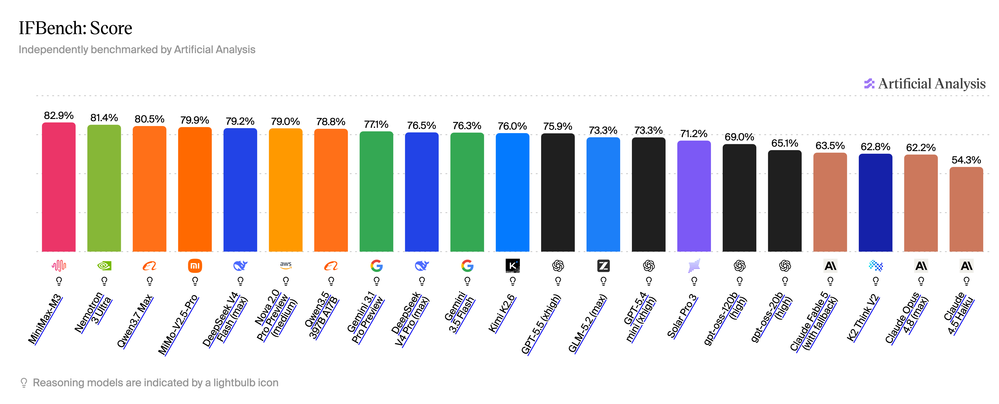 IFBench: Score
Independently benchmarked by Artificial Analysis
Artificial Analysis
82.9%
81.4%
80.5%
79.9%
79.2%
79.0%
78.8%
77.1%
76.5%
76.3%
76.0%
75.9%
73.3%
73.3%
71.2%
69.0%
65.1%
63.5%
62.8%
62.2%
54.3%
mi
aws
G
G
K
Z
A\
A\
A\
MiniMax-M3
Nemotron
3 Ultra
Qwen3.7 Max
MiMo-V2.5-Pro
DeepSeek V4
Flash (max)
Nova 2.0
Pro Preview
(medium)
Qwen3.5
397B A17B
Gemini 3.1
Pro Preview
DeepSeek
V4 Pro (max)
Gemini
3.5 Flash
Kimi K2.6
GPT-5.5 (xhigh)
GLM-5.2 (max)
GPT-5.4
mini (xhigh)
Solar Pro 3
gpt-oss-120b
(high)
gpt-oss-20b
(high)
Claude Fable 5
(with fallback)
K2 Think V2
Claude Opus
4.8 (max)
Claude
4.5 Haiku
Reasoning models are indicated by a lightbulb icon